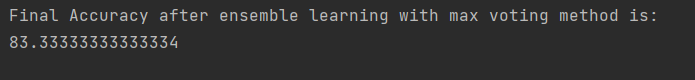 Final Accuracy after ensemble learning with max voting method is:
83.33333333333334